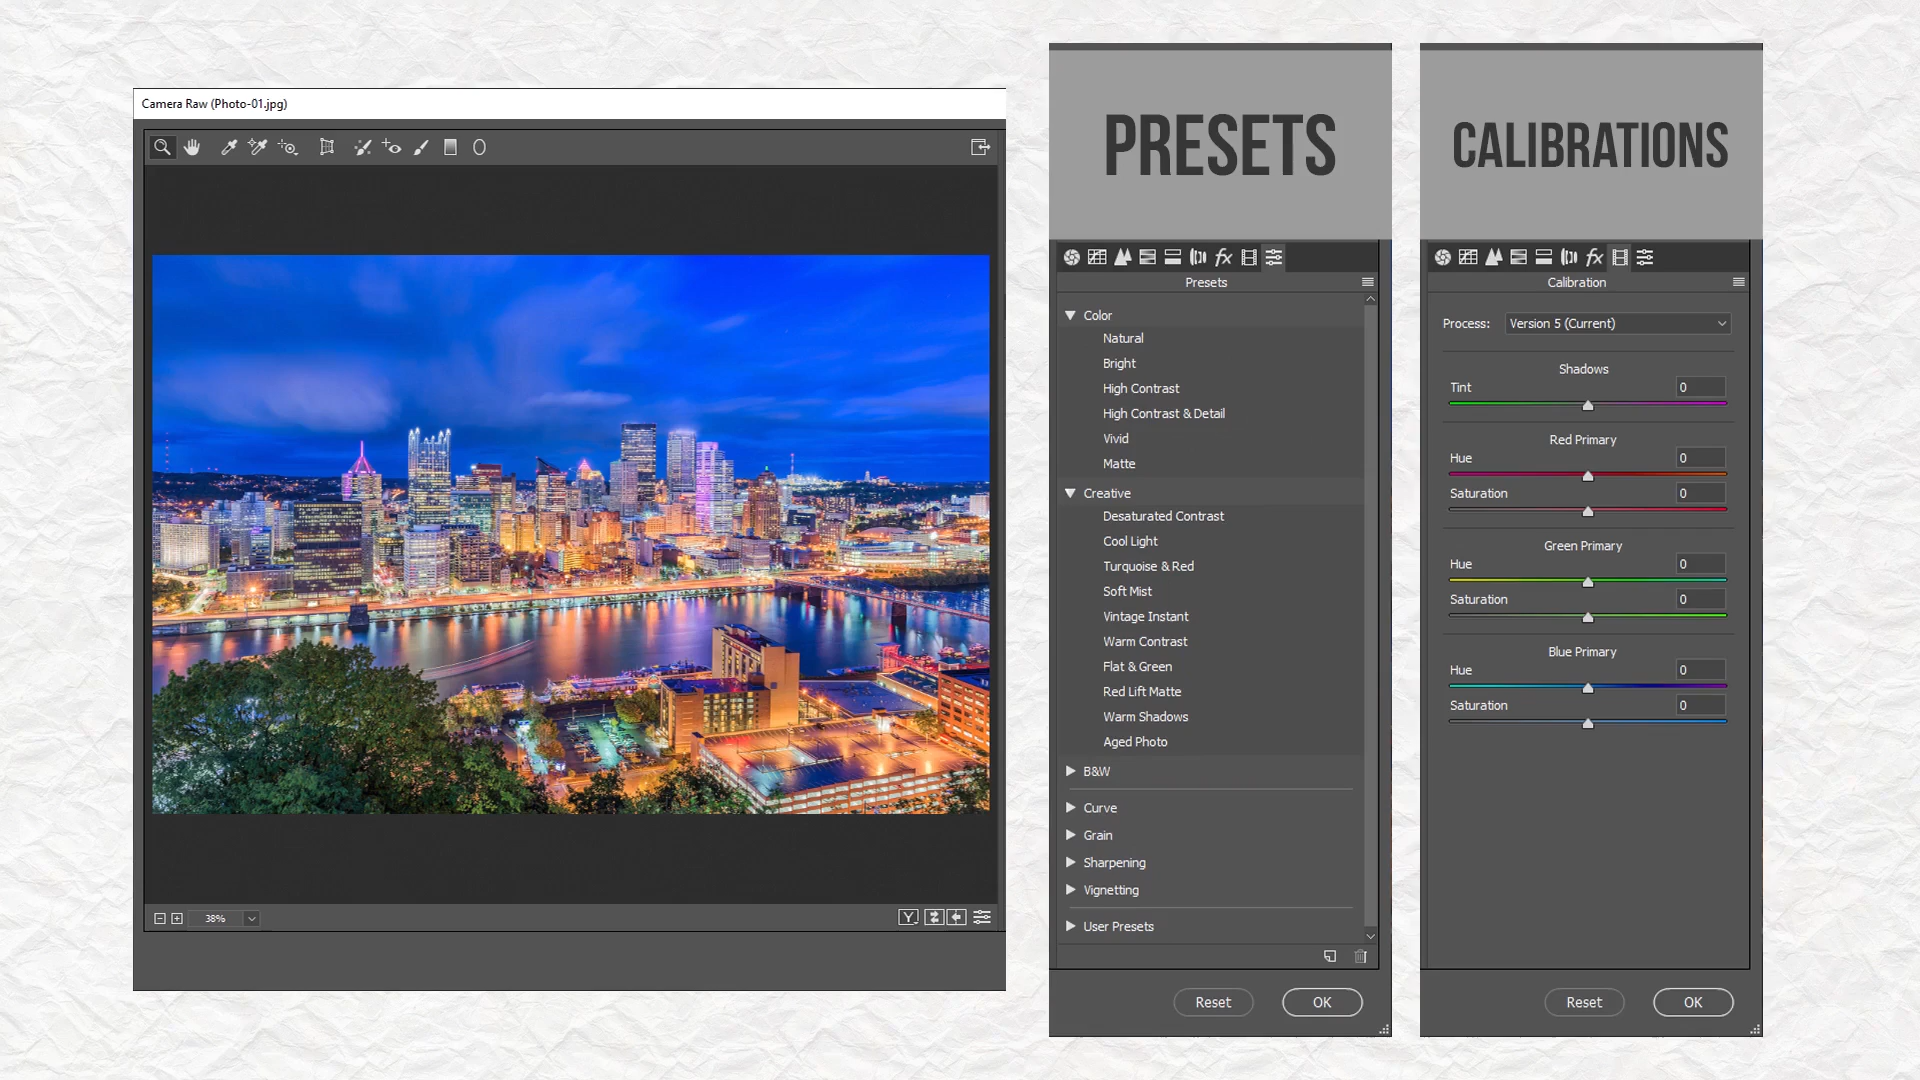 Camera Raw (Photo-01.jpg)
38%
PRESETS
Presets
Color
Natural
Bright
High Contrast
High Contrast & Detail
Vivid
Matte
Creative
Desaturated Contrast
Cool Light
Turquoise & Red
Soft Mist
Vintage Instant
Warm Contrast
Flat & Green
Red Lift Matte
Warm Shadows
Aged Photo
B&W
Curve
Grain
Sharpening
Vignetting
User Presets
Reset OK
CALIBRATIONS
Calibration
Process: Version 5 (Current)
Shadows
Tint 0
Red Primary
Hue 0
Saturation 0
Green Primary
Hue 0
Saturation 0
Blue Primary
Hue 0
Saturation 0
Reset OK